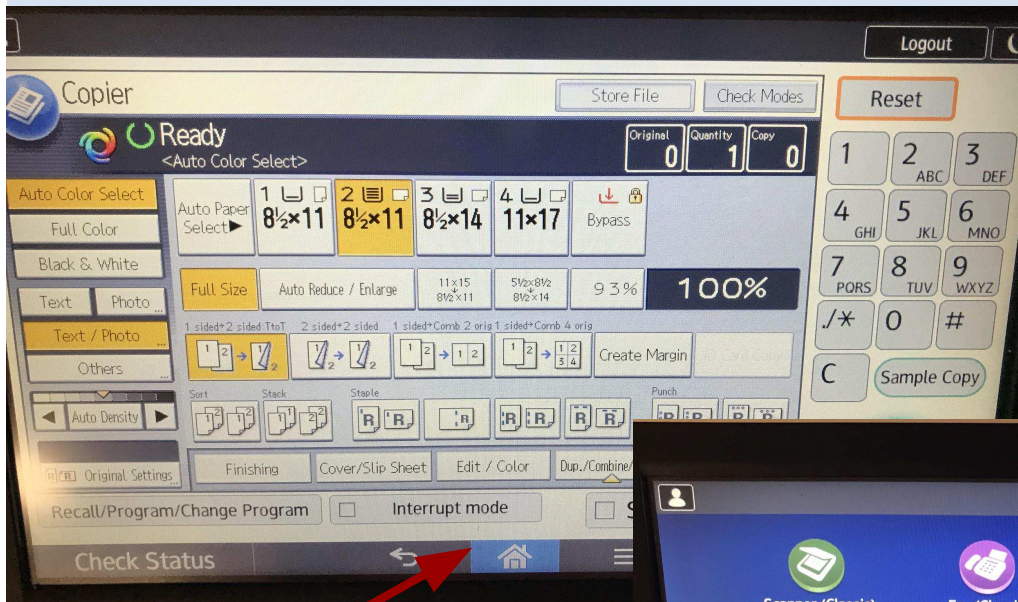 Logout
Copier
Store File
Check Modes
Reset
Ready
<Auto Color Select>
Original 0
Quantity 1
Copy 0
1
2 ABC
3 DEF
Auto Color Select
Full Color
Black & White
Auto Paper Select▶
1 8½×11
2 8½×11
3 8½×14
4 11×17
Bypass
4 GHI
5 JKL
6 MNO
Text
Photo
Full Size
Auto Reduce / Enlarge
11×15
8½×11
5½×8½
8½×14
93%
100%
7 PQRS
8 TUV
9 WXYZ
Text / Photo
Others
1 sided→2 sided:TtoT
2 sided→2 sided
1 sided→Comb 2 orig
1 sided→Comb 4 orig
Create Margin
./*
0
#
C
Sample Copy
Auto Density
Sort
Stack
Staple
Punch
Original Settings
Finishing
Cover/Slip Sheet
Edit / Color
Dup./Combine/
Recall/Program/Change Program
Interrupt mode
S
Check Status